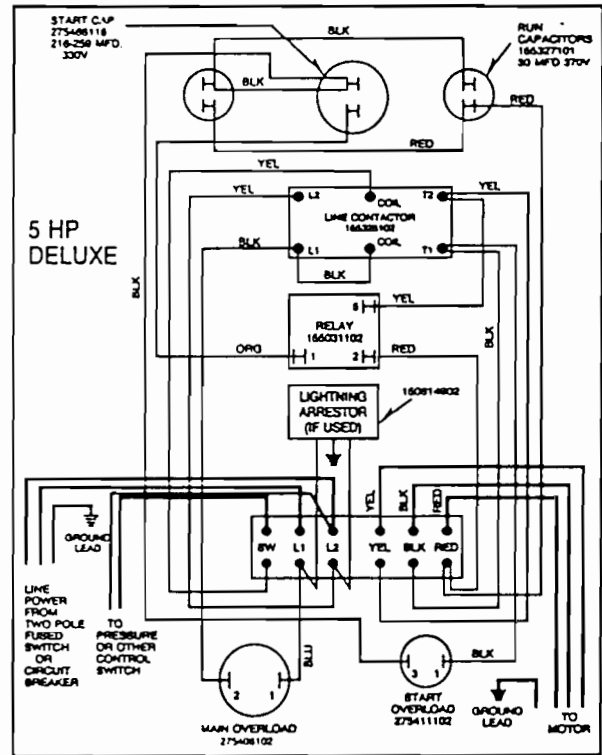 START CAP
275468118
216-259 MFD.
330V
BLK
RUN
CAPACITORS
155327101
30 MFD 370V
BLK
RED
RED
YEL
YEL
L2
COIL
T2
YEL
LINE CONTACTOR
155325102
5 HP
DELUXE
BLK
L1
COIL
T1
BLK
BLK
5
YEL
RELAY
155031102
BLK
ORG
1
2
RED
LIGHTNING
ARRESTOR
(IF USED)
150814902
YEL
BLK
RED
GROUND
LEAD
SW
L1
L2
YEL
BLK
RED
LINE
POWER
FROM
TWO POLE
FUSED
SWITCH
OR
CIRCUIT
BREAKER
TO
PRESSURE
OR OTHER
CONTROL
SWITCH
BLU
2
1
MAIN OVERLOAD
275406102
3
1
BLK
START
OVERLOAD
275411102
GROUND
LEAD
TO
MOTOR